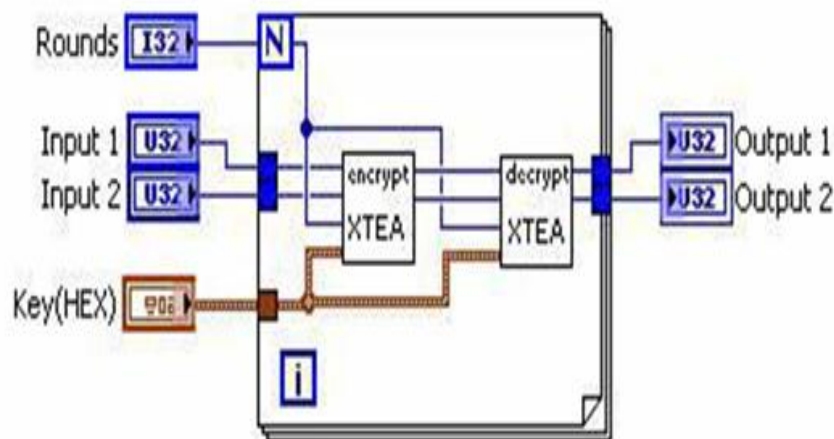 Rounds I32 N
Input 1 U32 U32 Output 1
Input 2 U32 U32 Output 2
encrypt XTEA
decrypt XTEA
Key(HEX)
i